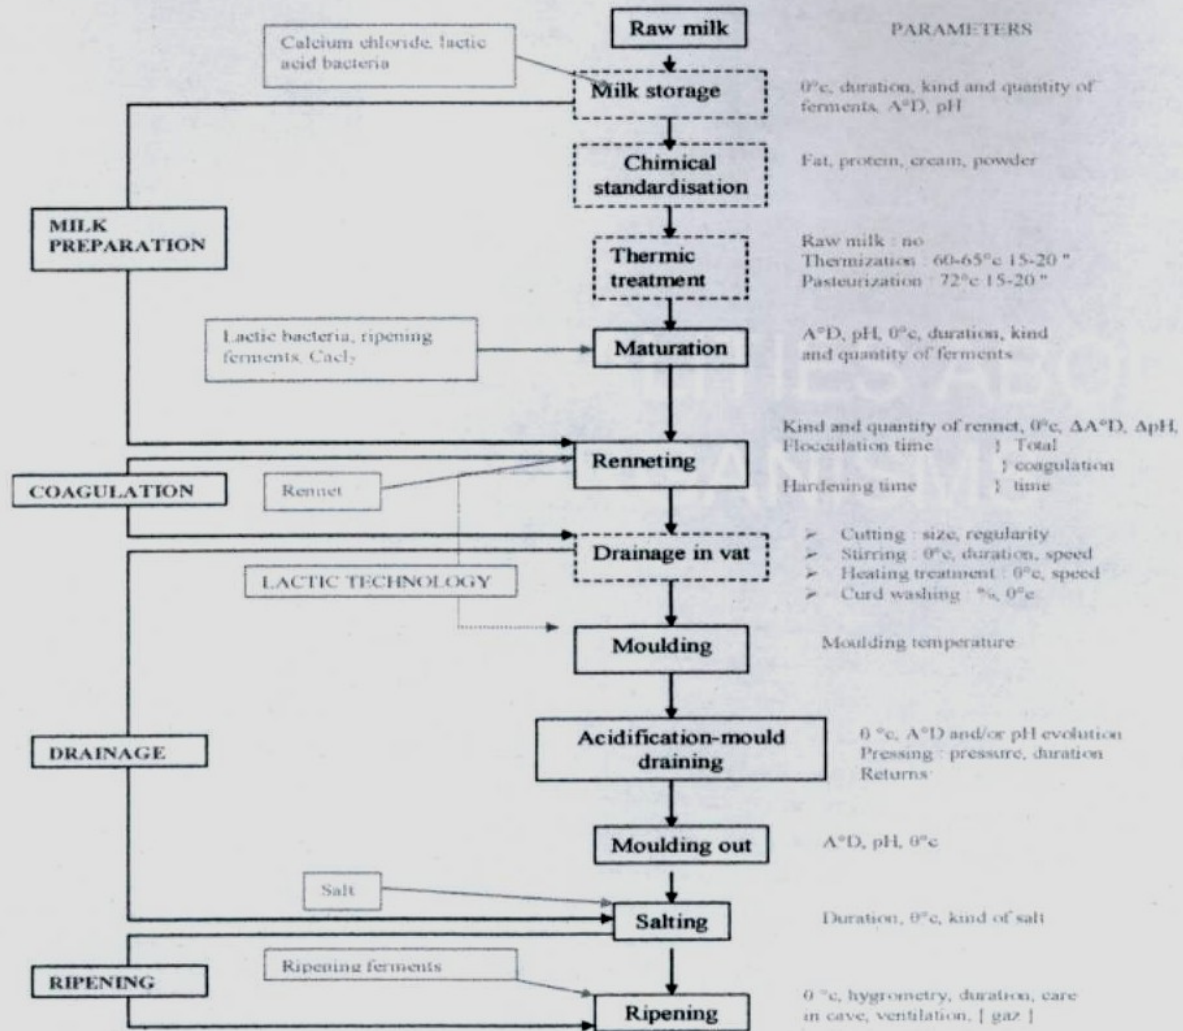 Raw milk
PARAMETERS
Calcium chloride, lactic
acid bacteria
Milk storage
θ°c, duration, kind and quantity of
ferments, A°D, pH
Chimical
standardisation
Fat, protein, cream, powder
MILK
PREPARATION
Thermic
treatment
Raw milk : no
Thermization : 60-65°c 15-20 "
Pasteurization : 72°c 15-20 "
Lactic bacteria, ripening
ferments, Cacl₂
Maturation
A°D, pH, θ°c, duration, kind
and quantity of ferments
Kind and quantity of rennet, θ°c, ΔA°D, ΔpH,
Flocculation time } Total
} coagulation
Hardening time } time
Renneting
COAGULATION
Rennet
Drainage in vat
➢ Cutting : size, regularity
➢ Stirring : θ°c, duration, speed
➢ Heating treatment : θ°c, speed
➢ Curd washing : %, θ°c
LACTIC TECHNOLOGY
Moulding
Moulding temperature
DRAINAGE
Acidification-mould
draining
θ °c, A°D and/or pH evolution
Pressing : pressure, duration
Returns
Moulding out
A°D, pH, θ°c
Salt
Salting
Duration, θ°c, kind of salt
RIPENING
Ripening ferments
Ripening
θ °c, hygrometry, duration, care
in cave, ventilation, [ gaz ]